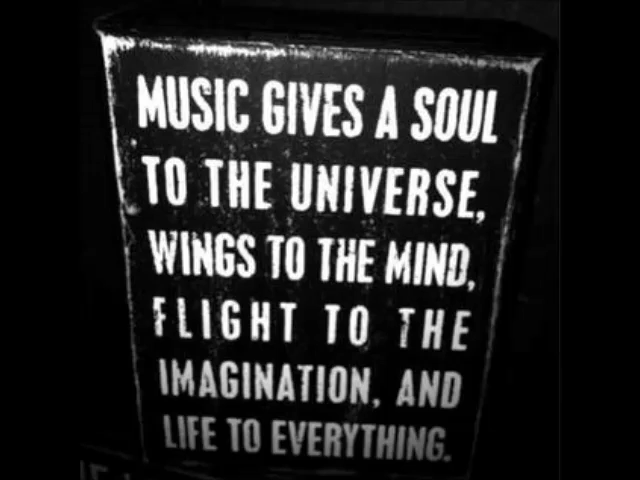 MUSIC GIVES A SOUL
TO THE UNIVERSE,
WINGS TO THE MIND,
FLIGHT TO THE
IMAGINATION, AND
LIFE TO EVERYTHING.